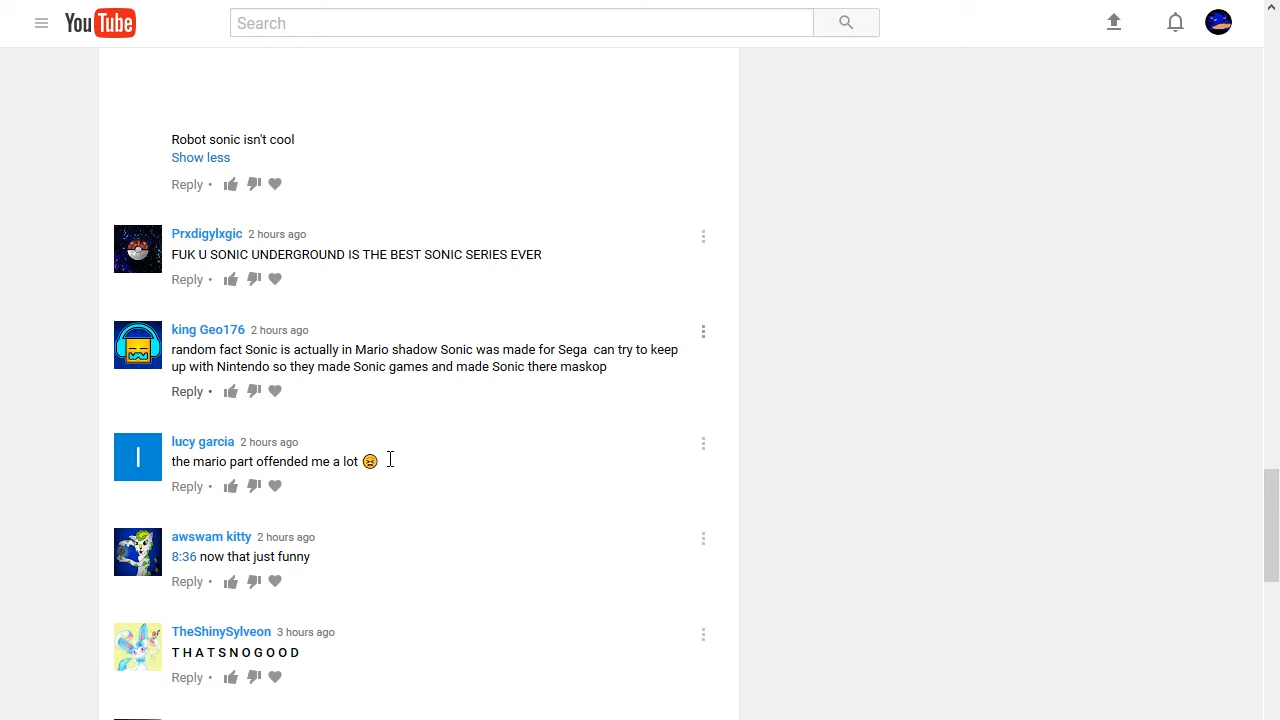 YouTube
Search
Robot sonic isn't cool
Show less
Reply •
Prxdigylxgic 2 hours ago
FUK U SONIC UNDERGROUND IS THE BEST SONIC SERIES EVER
Reply •
king Geo176 2 hours ago
random fact Sonic is actually in Mario shadow Sonic was made for Sega  can try to keep
up with Nintendo so they made Sonic games and made Sonic there maskop
Reply •
l
lucy garcia 2 hours ago
the mario part offended me a lot 😖
Reply •
awswam kitty 2 hours ago
8:36 now that just funny
Reply •
TheShinySylveon 3 hours ago
T H A T S N O G O O D
Reply •